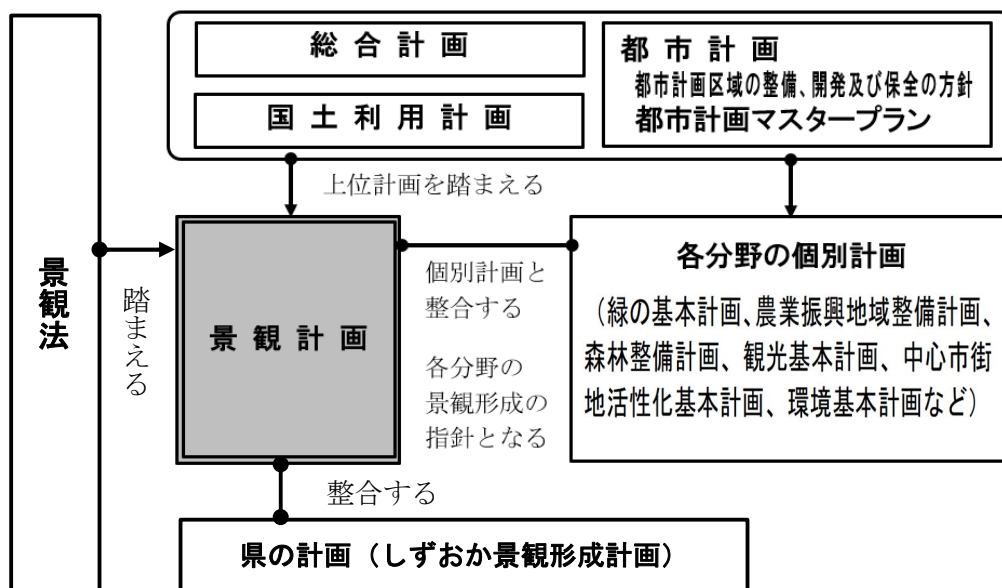 総合計画
国土利用計画
都市計画
都市計画区域の整備、開発及び保全の方針
都市計画マスタープラン
上位計画を踏まえる
景観法
踏まえる
景観計画
個別計画と
整合する
各分野の
景観形成の
指針となる
各分野の個別計画
（緑の基本計画、農業振興地域整備計画、
森林整備計画、観光基本計画、中心市街
地活性化基本計画、環境基本計画など）
整合する
県の計画（しずおか景観形成計画）